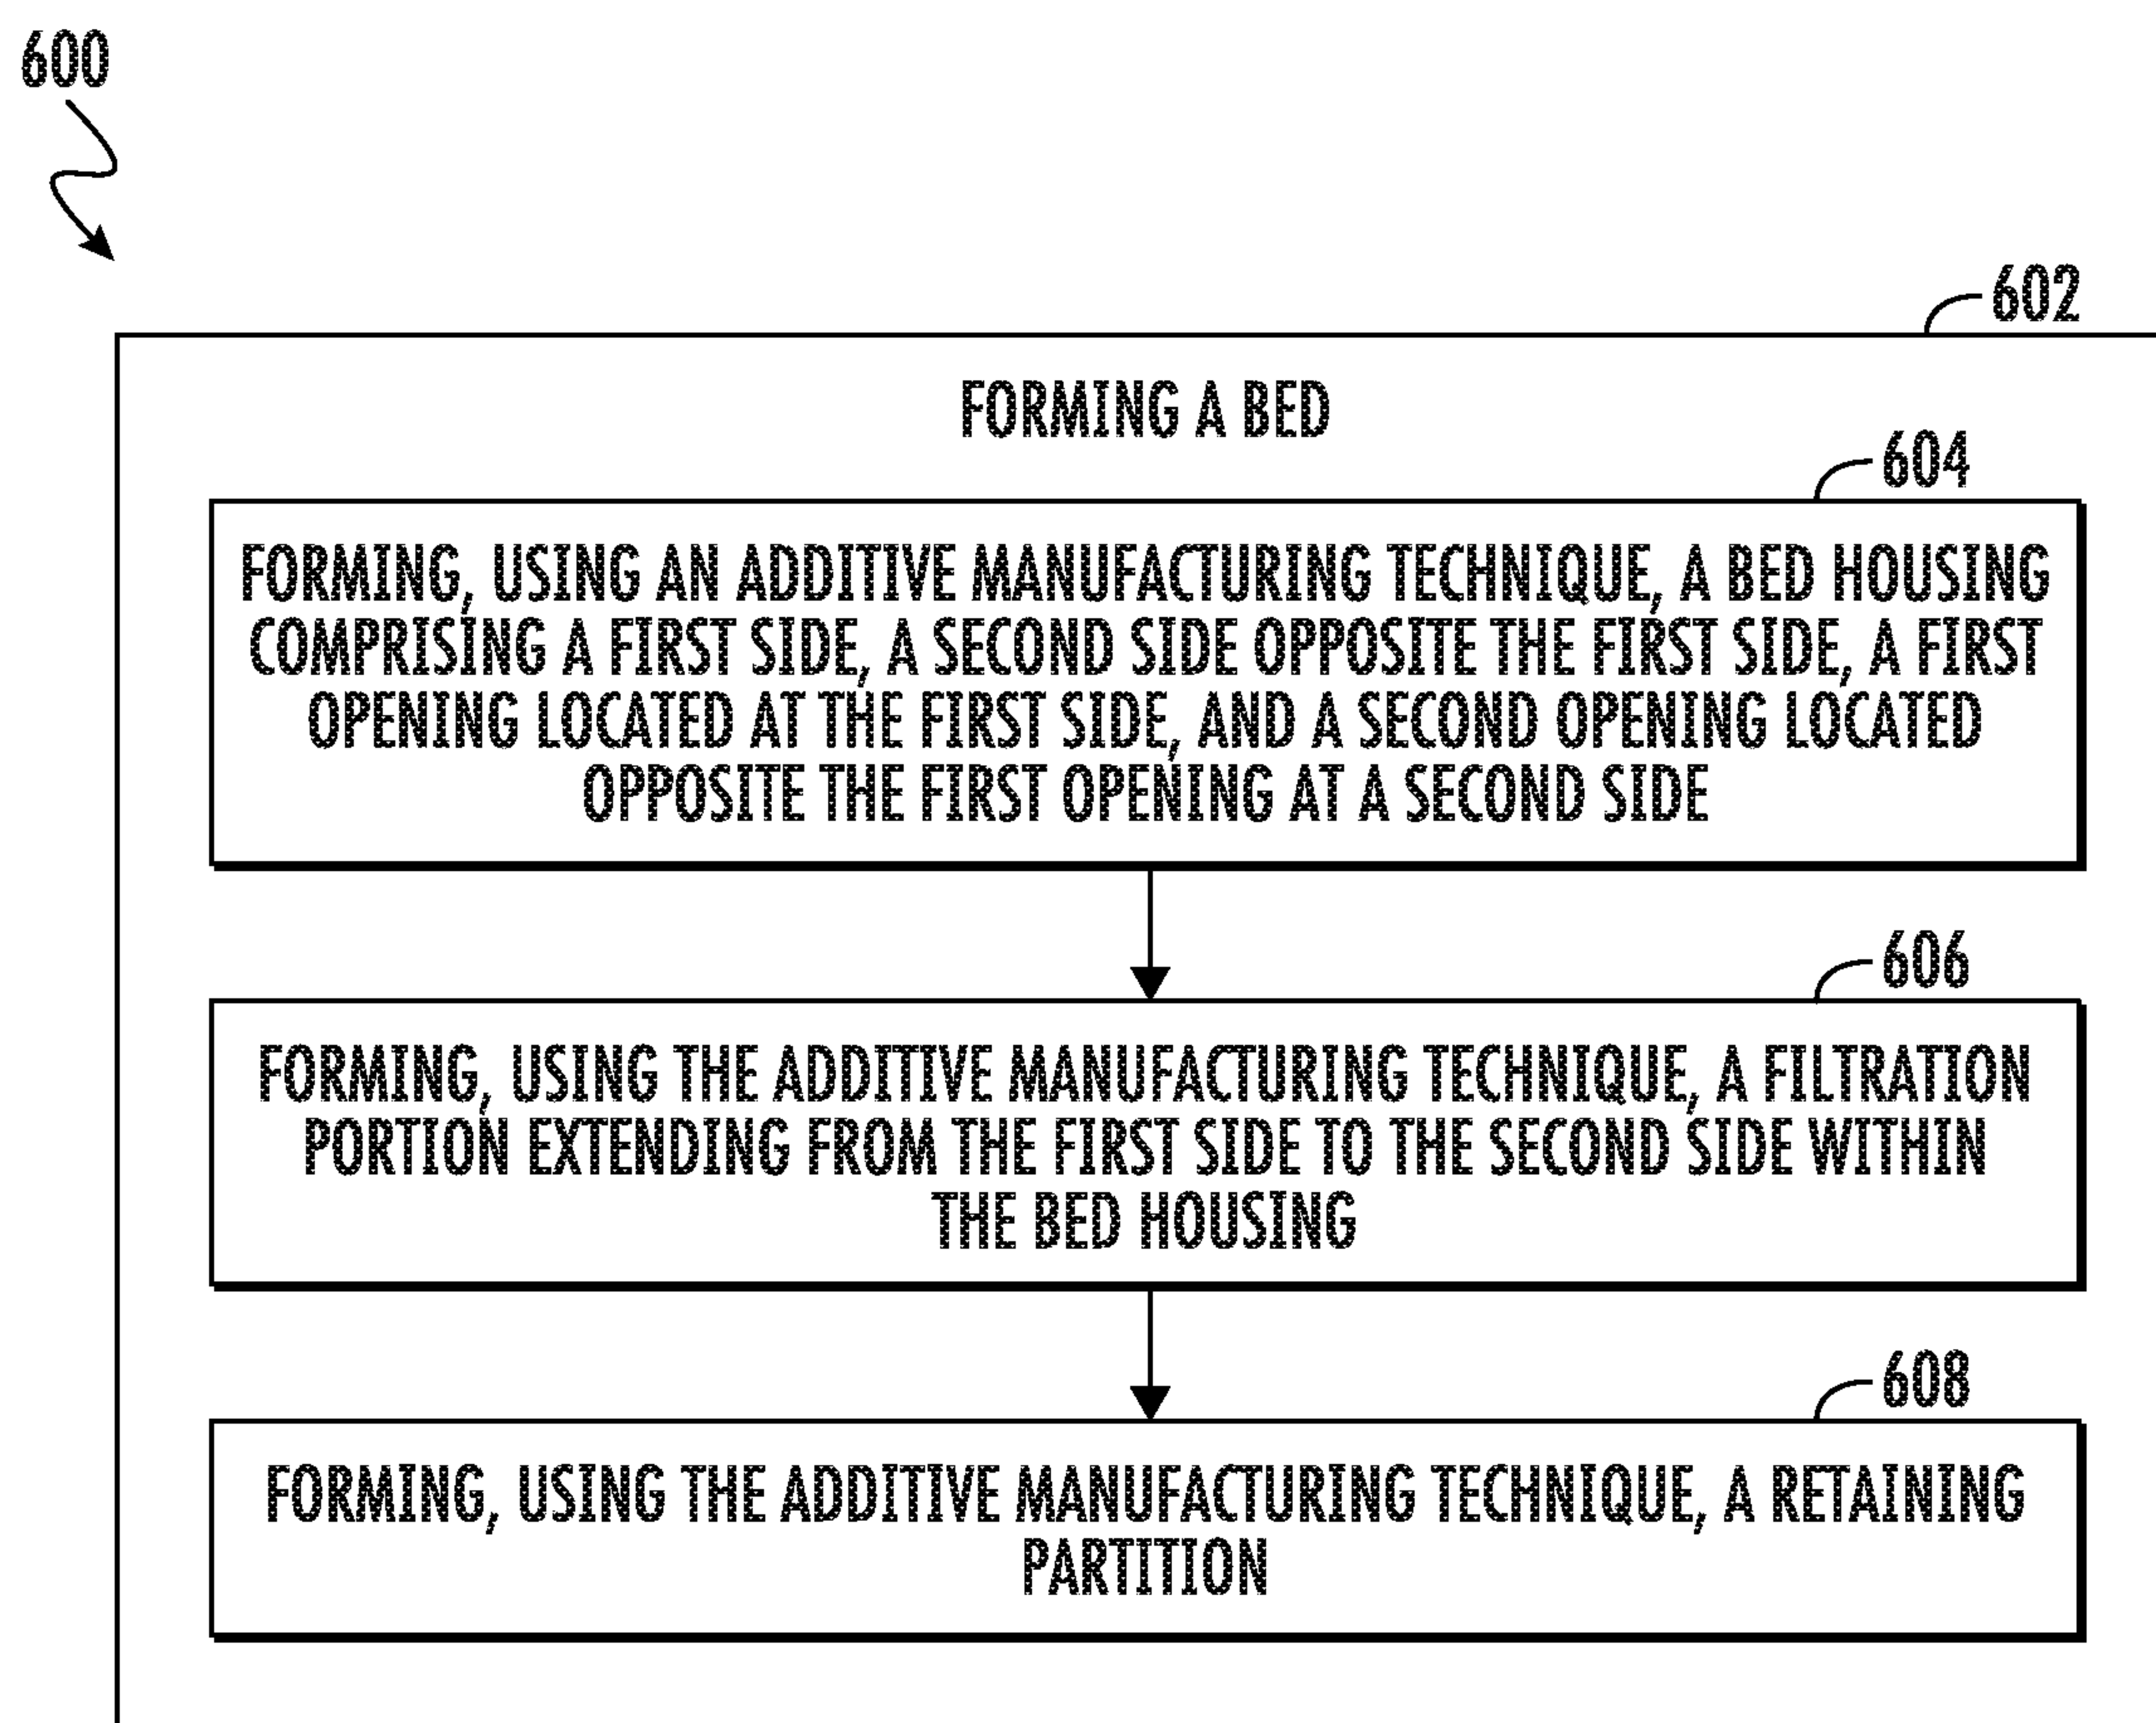 600
602
FORMING A BED
604
FORMING, USING AN ADDITIVE MANUFACTURING TECHNIQUE, A BED HOUSING
COMPRISING A FIRST SIDE, A SECOND SIDE OPPOSITE THE FIRST SIDE, A FIRST
OPENING LOCATED AT THE FIRST SIDE, AND A SECOND OPENING LOCATED
OPPOSITE THE FIRST OPENING AT A SECOND SIDE
606
FORMING, USING THE ADDITIVE MANUFACTURING TECHNIQUE, A FILTRATION
PORTION EXTENDING FROM THE FIRST SIDE TO THE SECOND SIDE WITHIN
THE BED HOUSING
608
FORMING, USING THE ADDITIVE MANUFACTURING TECHNIQUE, A RETAINING
PARTITION